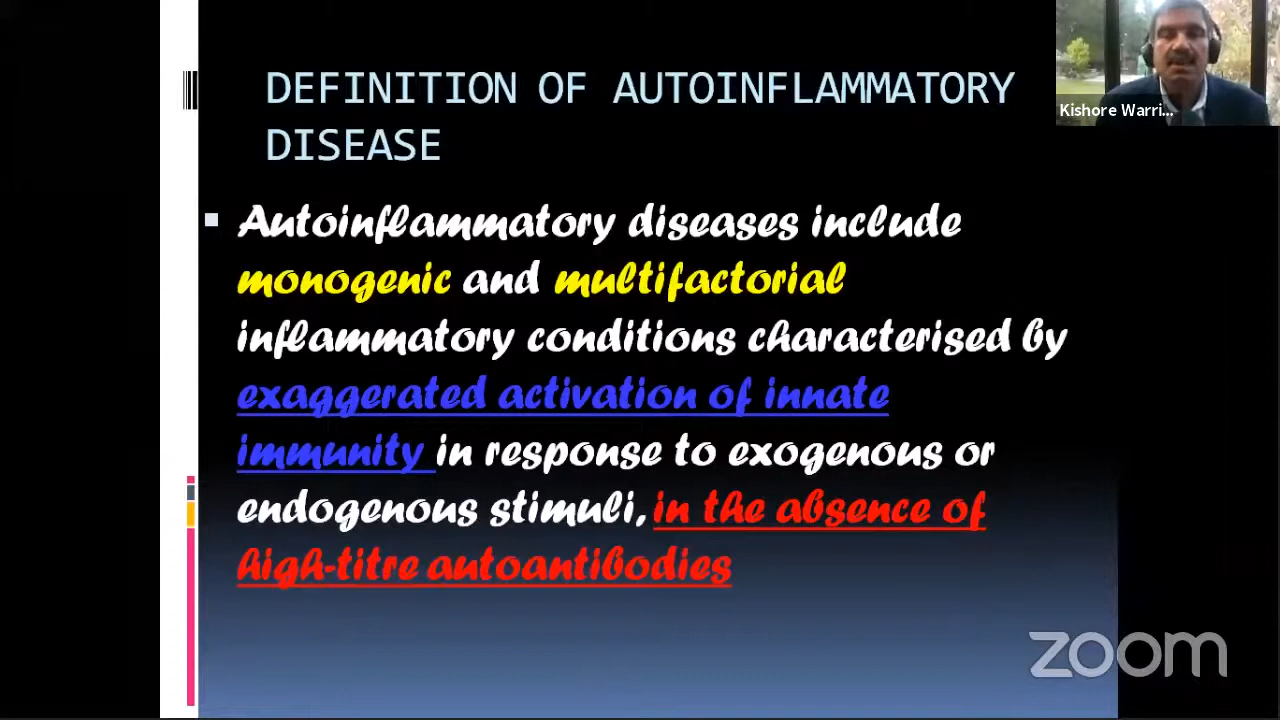 DEFINITION OF AUTOINFLAMMATORY
DISEASE
Kishore Warri...
Autoinflammatory diseases include
monogenic and multifactorial
inflammatory conditions characterised by
exaggerated activation of innate
immunity in response to exogenous or
endogenous stimuli, in the absence of
high-titre autoantibodies
zoom